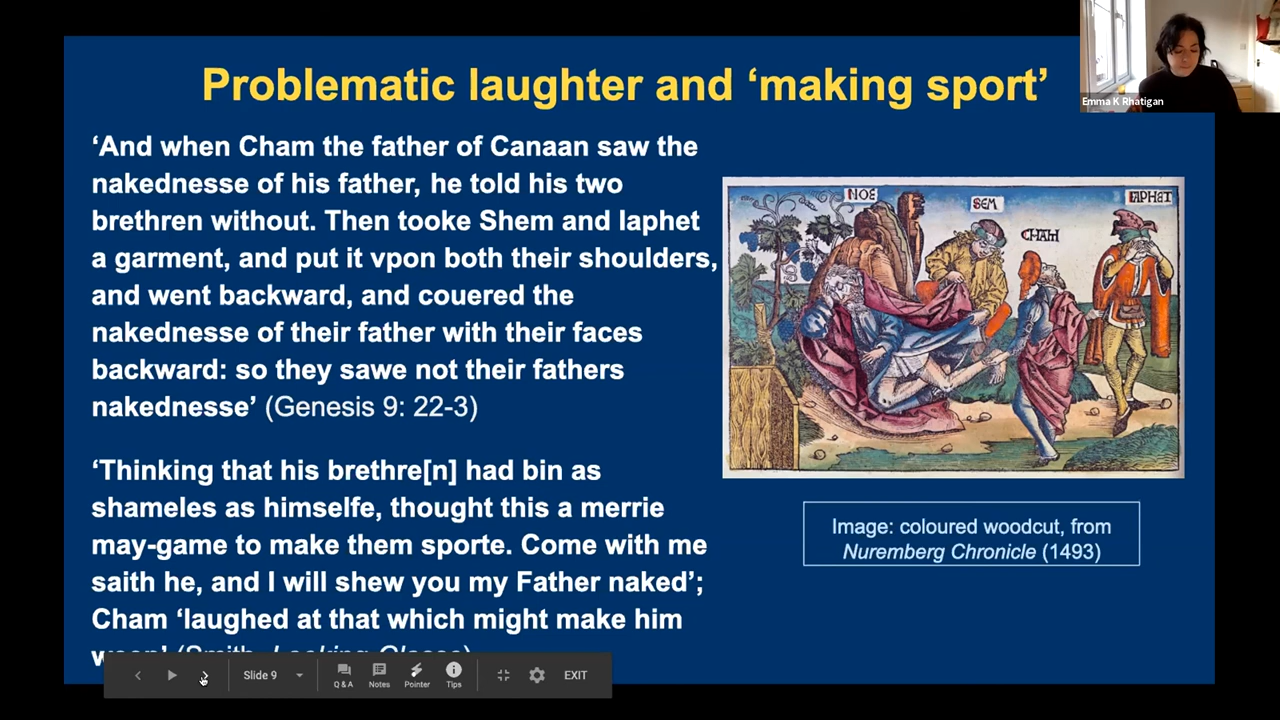 Problematic laughter and ‘making sport’
Emma K Rhatigan
‘And when Cham the father of Canaan saw the
nakednesse of his father, he told his two
brethren without. Then tooke Shem and Iaphet
a garment, and put it vpon both their shoulders,
and went backward, and couered the
nakednesse of their father with their faces
backward: so they sawe not their fathers
nakednesse’ (Genesis 9: 22-3)
‘Thinking that his brethre[n] had bin as
shameles as himselfe, thought this a merrie
may-game to make them sporte. Come with me
saith he, and I will shew you my Father naked’;
Cham ‘laughed at that which might make him
weep’ (Smith, Looking Glasse)
NOE
SEM
CHAM
IAPHET
Image: coloured woodcut, from
Nuremberg Chronicle (1493)
Slide 9
Q & A
Notes
Pointer
Tips
EXIT